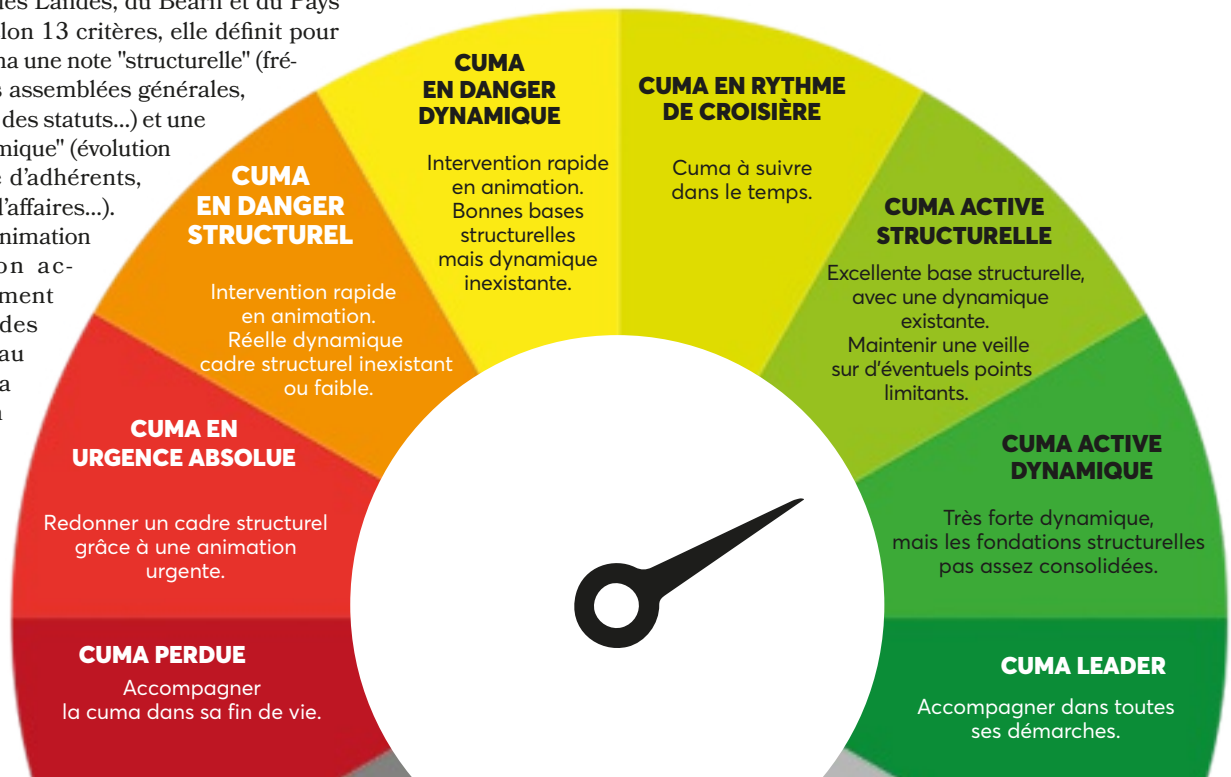 des Landes, du Béarn et du Pays
lon 13 critères, elle définit pour
ma une note "structurelle" (fré-
s assemblées générales,
des statuts...) et une
mique" (évolution
e d'adhérents,
d'affaires...).
nimation
on ac-
ment
des
au
a
CUMA
EN DANGER
DYNAMIQUE
Intervention rapide
en animation.
Bonnes bases
structurelles
mais dynamique
inexistante.
CUMA EN RYTHME
DE CROISIÈRE
Cuma à suivre
dans le temps.
CUMA
EN DANGER
STRUCTUREL
Intervention rapide
en animation.
Réelle dynamique
cadre structurel inexistant
ou faible.
CUMA ACTIVE
STRUCTURELLE
Excellente base structurelle,
avec une dynamique
existante.
Maintenir une veille
sur d'éventuels points
limitants.
CUMA EN
URGENCE ABSOLUE
Redonner un cadre structurel
grâce à une animation
urgente.
CUMA ACTIVE
DYNAMIQUE
Très forte dynamique,
mais les fondations structurelles
pas assez consolidées.
CUMA PERDUE
Accompagner
la cuma dans sa fin de vie.
CUMA LEADER
Accompagner dans toutes
ses démarches.